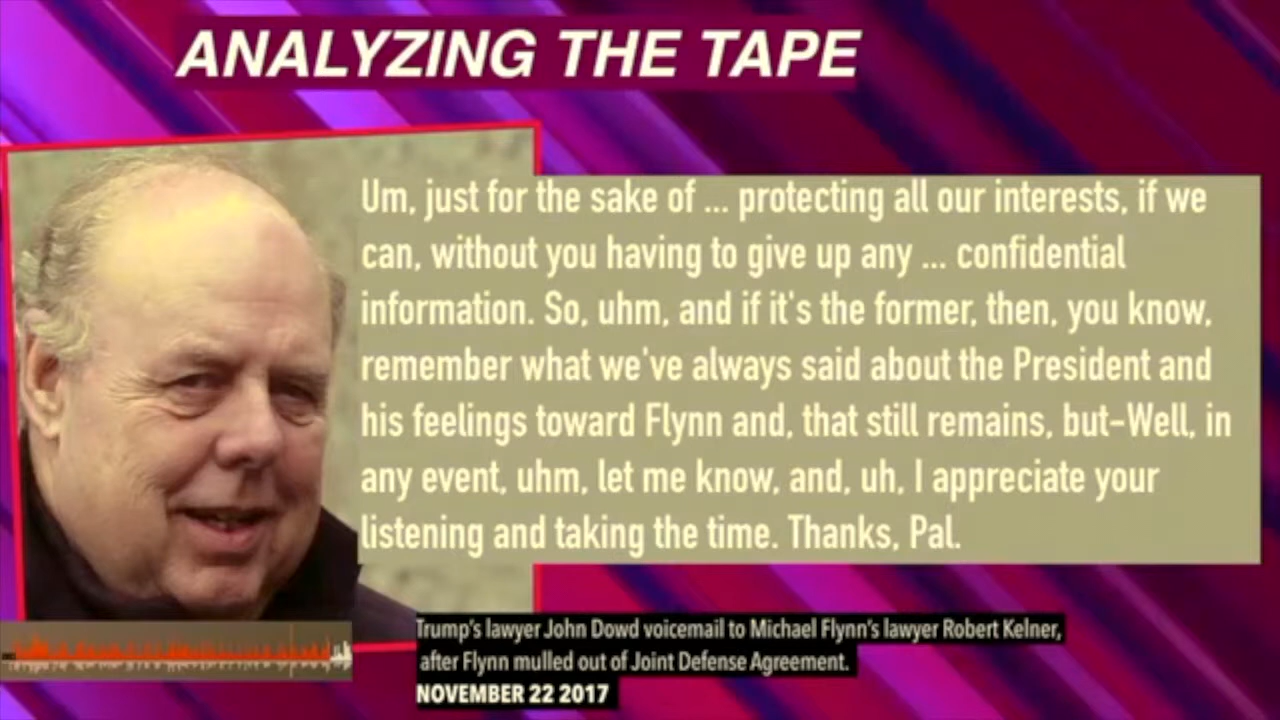 ANALYZING THE TAPE
Um, just for the sake of ... protecting all our interests, if we
can, without you having to give up any ... confidential
information. So, uhm, and if it's the former, then, you know,
remember what we've always said about the President and
his feelings toward Flynn and, that still remains, but-Well, in
any event, uhm, let me know, and, uh, I appreciate your
listening and taking the time. Thanks, Pal.
Trump's lawyer John Dowd voicemail to Michael Flynn's lawyer Robert Kelner,
after Flynn mulled out of Joint Defense Agreement.
NOVEMBER 22 2017